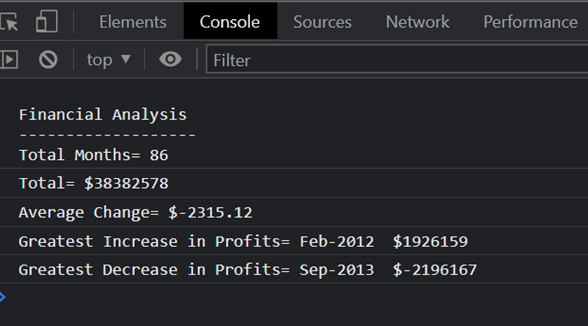 Elements Console Sources Network Performance
top ▼ Filter
Financial Analysis
-------------------
Total Months= 86
Total= $38382578
Average Change= $-2315.12
Greatest Increase in Profits= Feb-2012  $1926159
Greatest Decrease in Profits= Sep-2013  $-2196167